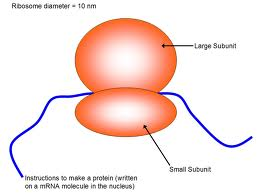 Ribosome diameter = 10 nm
Large Subunit
Small Subunit
Instructions to make a protein (written
on a mRNA molecule in the nucleus)